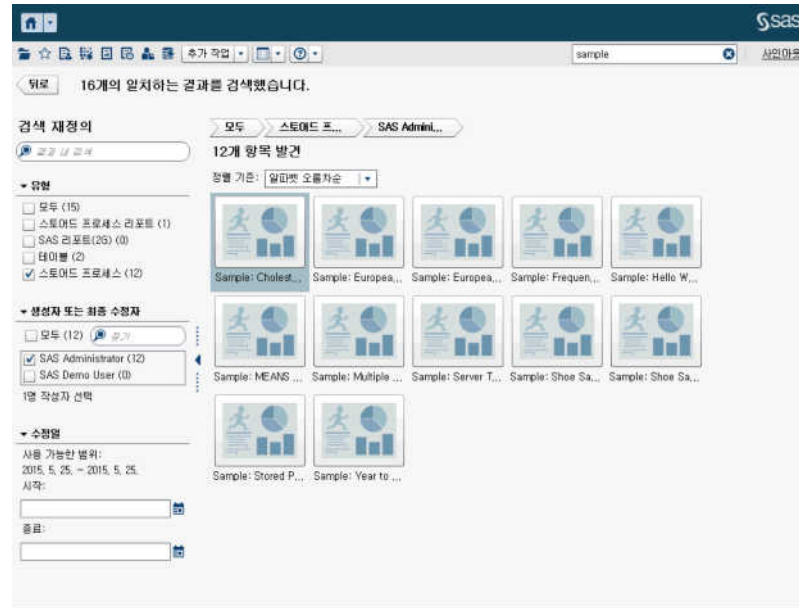 sas
추가 작업
sample
사인아웃
뒤로
16개의 일치하는 결과를 검색했습니다.
검색 재정의
결과 내 검색
모두
스토어드 프...
SAS Admini...
12개 항목 발견
정렬 기준: 알파벳 오름차순
유형
모두 (15)
스토어드 프로세스 리포트 (1)
SAS 리포트(2G) (0)
테이블 (2)
스토어드 프로세스 (12)
생성자 또는 최종 수정자
모두 (12)
찾기
SAS Administrator (12)
SAS Demo User (0)
1명 작성자 선택
수정일
사용 가능한 범위:
2015. 5. 25. ~ 2015. 5. 25.
시작:
종료:
Sample: Cholest...
Sample: Europea...
Sample: Europea...
Sample: Frequen...
Sample: Hello W...
Sample: MEANS ...
Sample: Multiple ...
Sample: Server T...
Sample: Shoe Sa...
Sample: Shoe Sa...
Sample: Stored P...
Sample: Year to ...